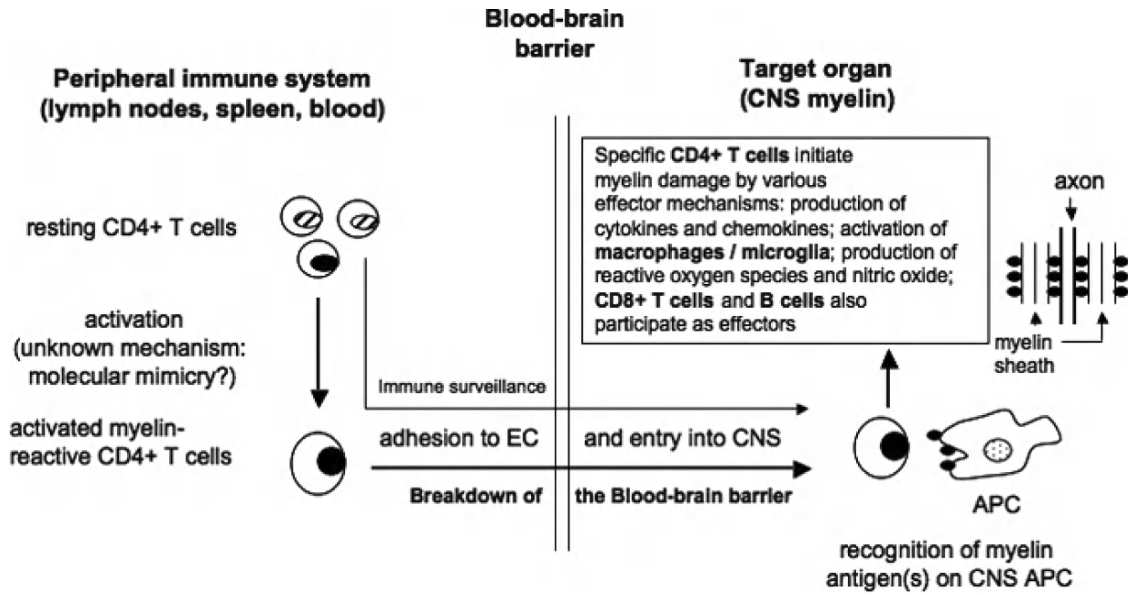 Blood-brain
barrier
Peripheral immune system
(lymph nodes, spleen, blood)
Target organ
(CNS myelin)
resting CD4+ T cells
activation
(unknown mechanism:
molecular mimicry?)
activated myelin-
reactive CD4+ T cells
Immune surveillance
adhesion to EC
and entry into CNS
Breakdown of
the Blood-brain barrier
Specific CD4+ T cells initiate
myelin damage by various
effector mechanisms: production of
cytokines and chemokines; activation of
macrophages / microglia; production of
reactive oxygen species and nitric oxide;
CD8+ T cells and B cells also
participate as effectors
axon
myelin
sheath
APC
recognition of myelin
antigen(s) on CNS APC